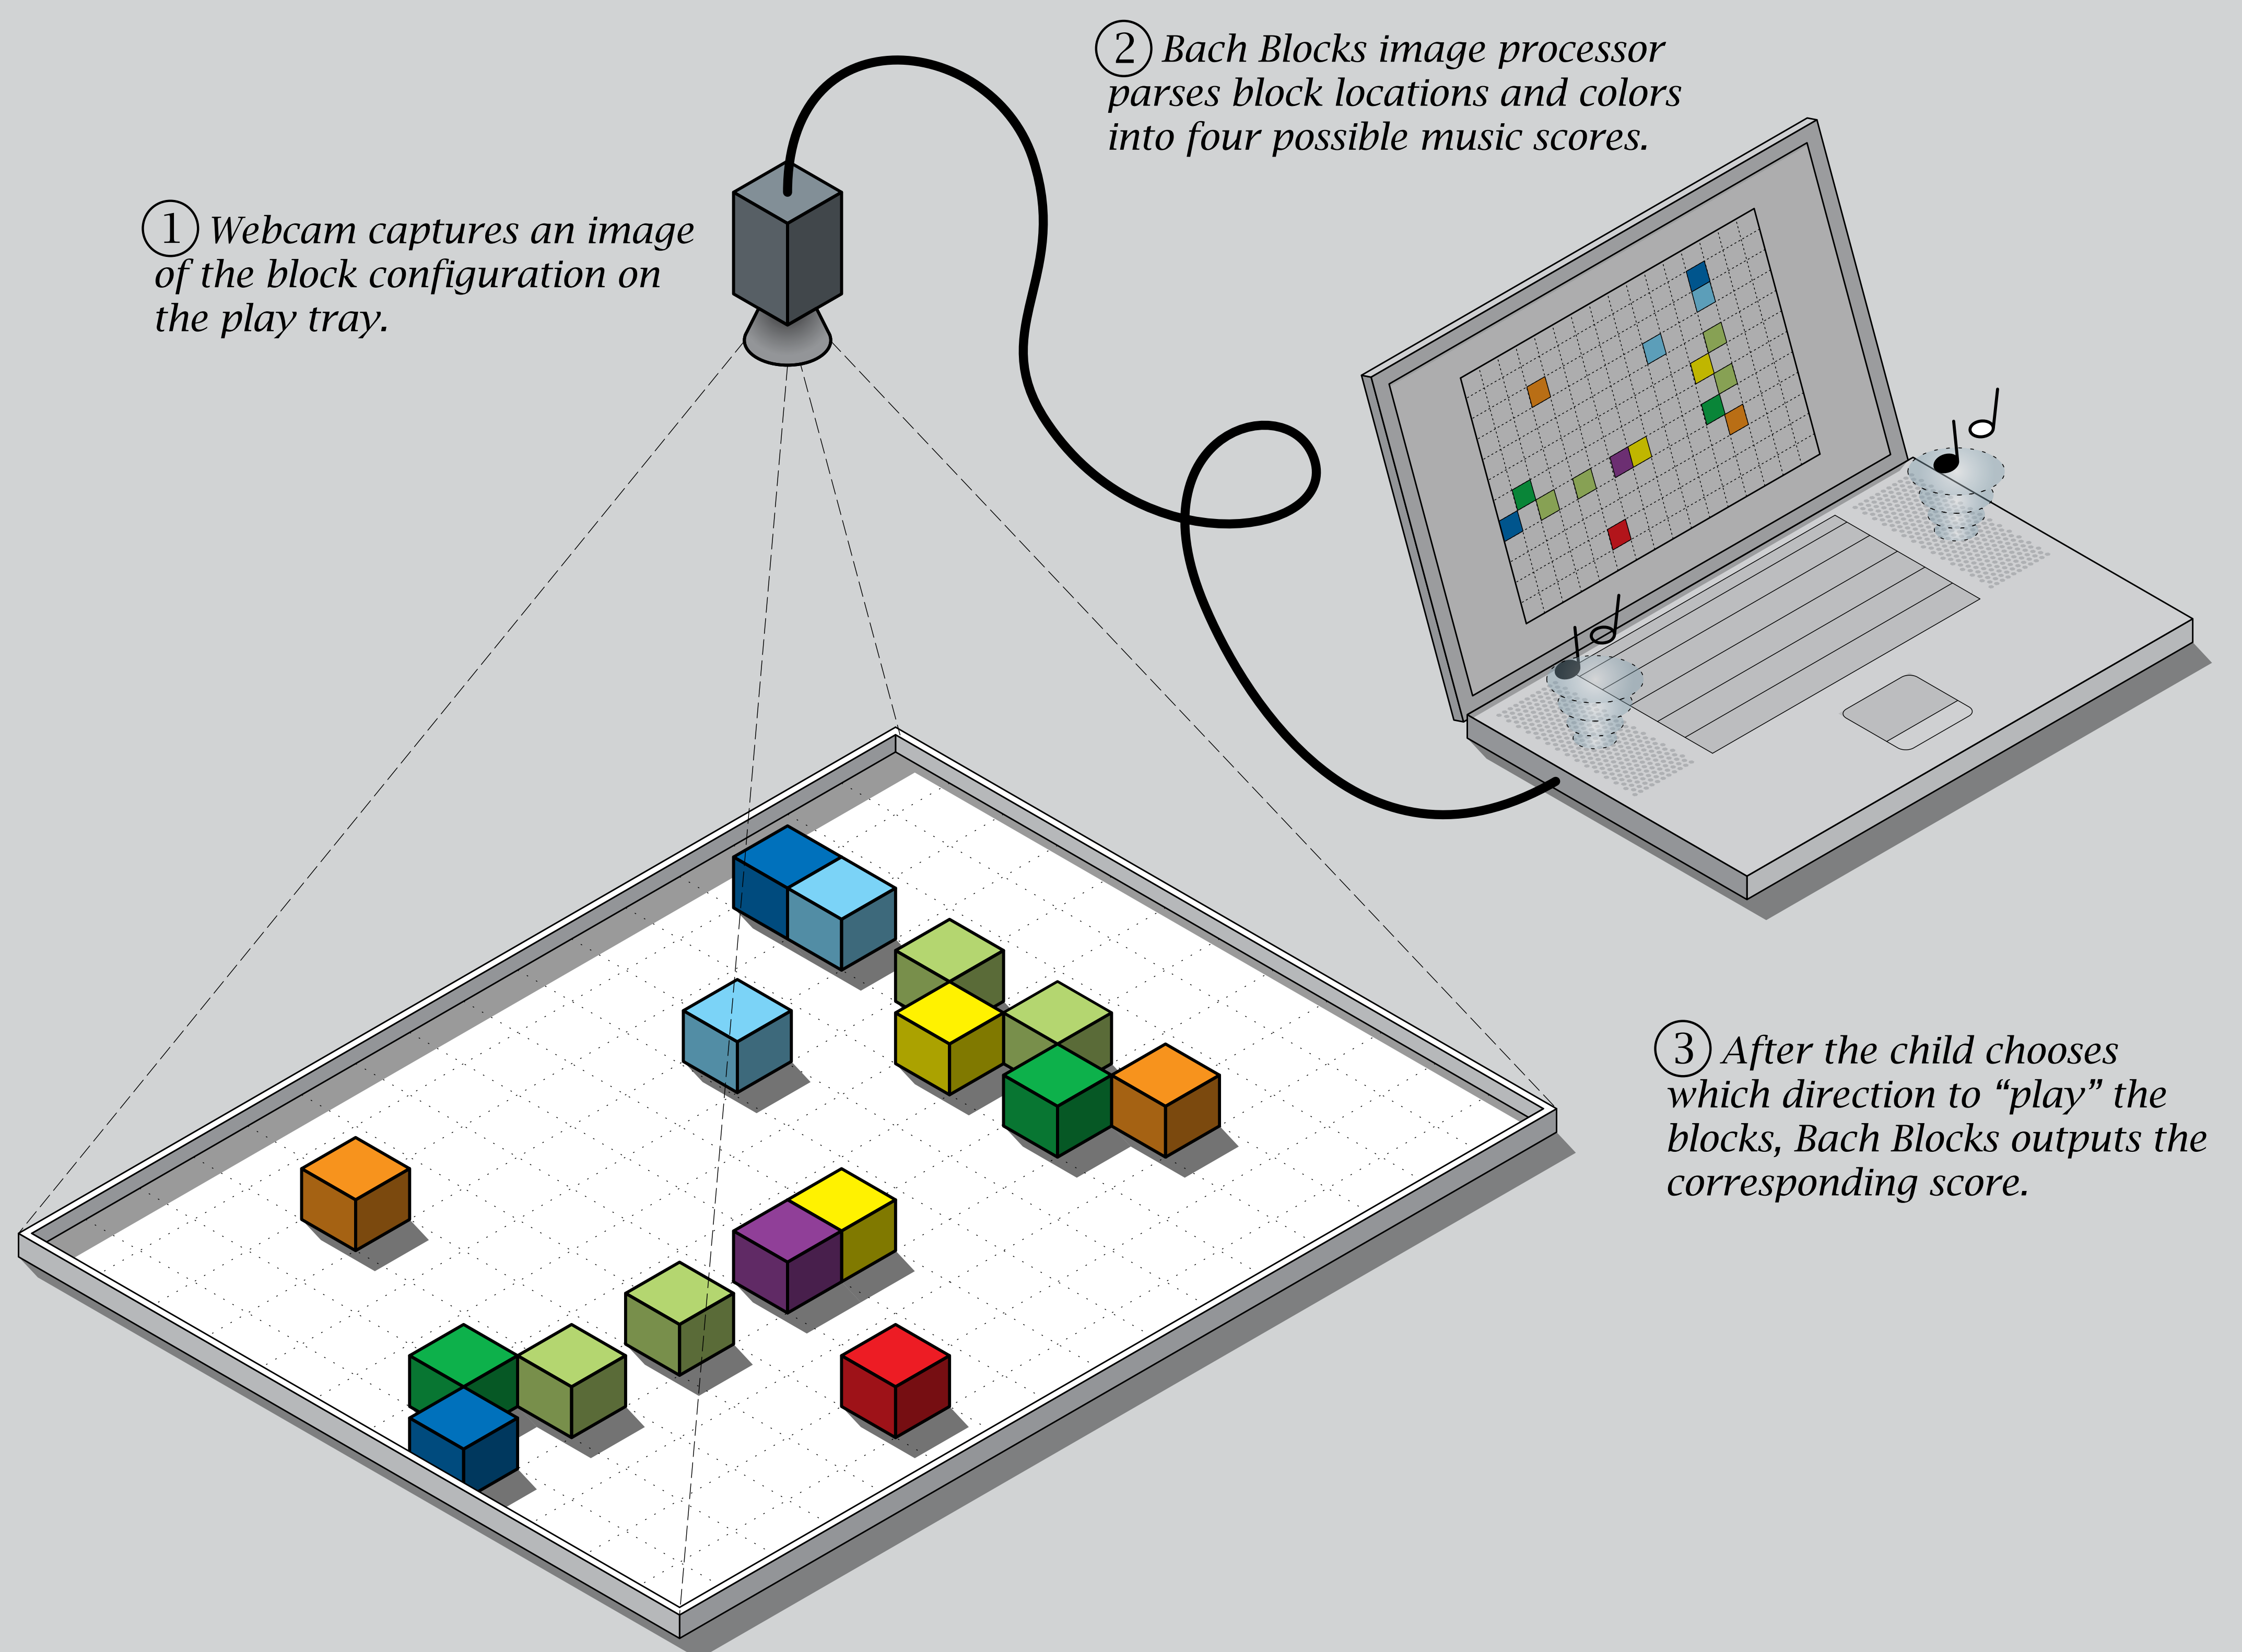 ① Webcam captures an image
of the block configuration on
the play tray.
② Bach Blocks image processor
parses block locations and colors
into four possible music scores.
③ After the child chooses
which direction to “play” the
blocks, Bach Blocks outputs the
corresponding score.